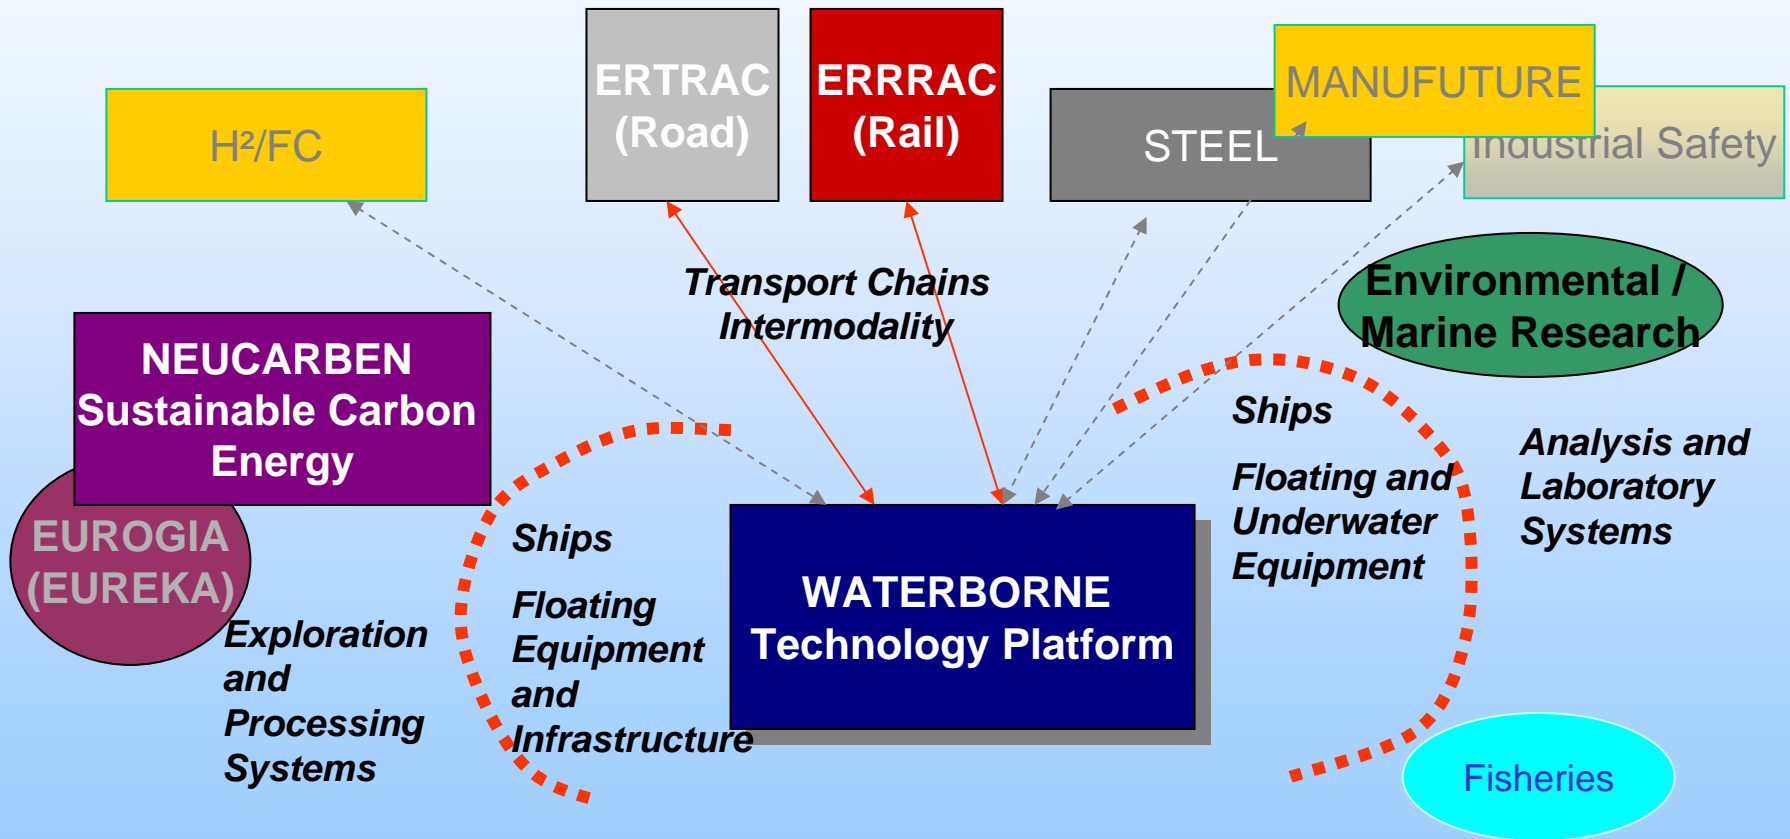 ERTRAC
(Road)
ERRRAC
(Rail)
MANUFUTURE
H²/FC
STEEL
Industrial Safety
Transport Chains
Intermodality
Environmental /
Marine Research
NEUCARBEN
Sustainable Carbon
Energy
EUROGIA
(EUREKA)
Exploration
and
Processing
Systems
Ships
Floating
Equipment
and
Infrastructure
WATERBORNE
Technology Platform
Ships
Floating and
Underwater
Equipment
Analysis and
Laboratory
Systems
Fisheries